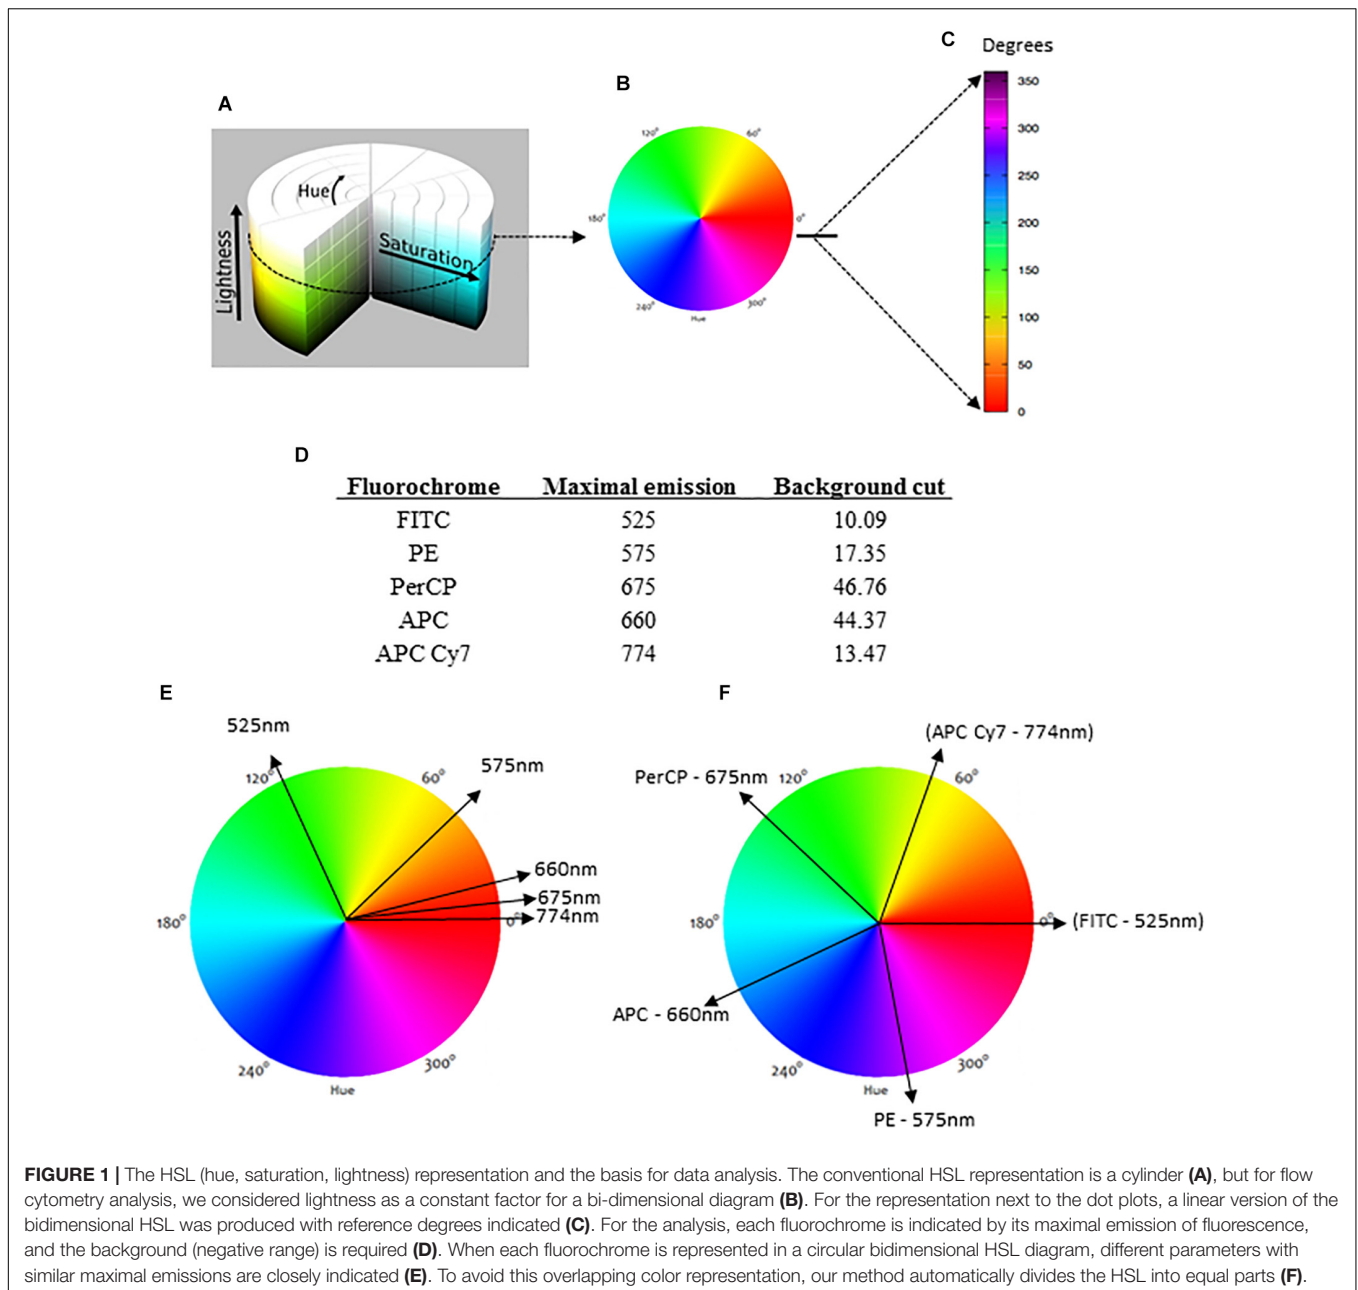 A
Hue
Lightness
Saturation
B
120°
60°
180°
0°
240°
300°
Hue
C
Degrees
350
300
250
200
150
100
50
0
D
Fluorochrome Maximal emission Background cut
FITC 525 10.09
PE 575 17.35
PerCP 675 46.76
APC 660 44.37
APC Cy7 774 13.47
E
525nm
120°
60°
575nm
660nm
675nm
774nm
0°
180°
240°
300°
Hue
F
(APC Cy7 - 774nm)
PerCP - 675nm
120°
60°
180°
0°
(FITC - 525nm)
APC - 660nm
240°
300°
Hue
PE - 575nm
FIGURE 1 | The HSL (hue, saturation, lightness) representation and the basis for data analysis. The conventional HSL representation is a cylinder (A), but for flow
cytometry analysis, we considered lightness as a constant factor for a bi-dimensional diagram (B). For the representation next to the dot plots, a linear version of the
bidimensional HSL was produced with reference degrees indicated (C). For the analysis, each fluorochrome is indicated by its maximal emission of fluorescence,
and the background (negative range) is required (D). When each fluorochrome is represented in a circular bidimensional HSL diagram, different parameters with
similar maximal emissions are closely indicated (E). To avoid this overlapping color representation, our method automatically divides the HSL into equal parts (F).